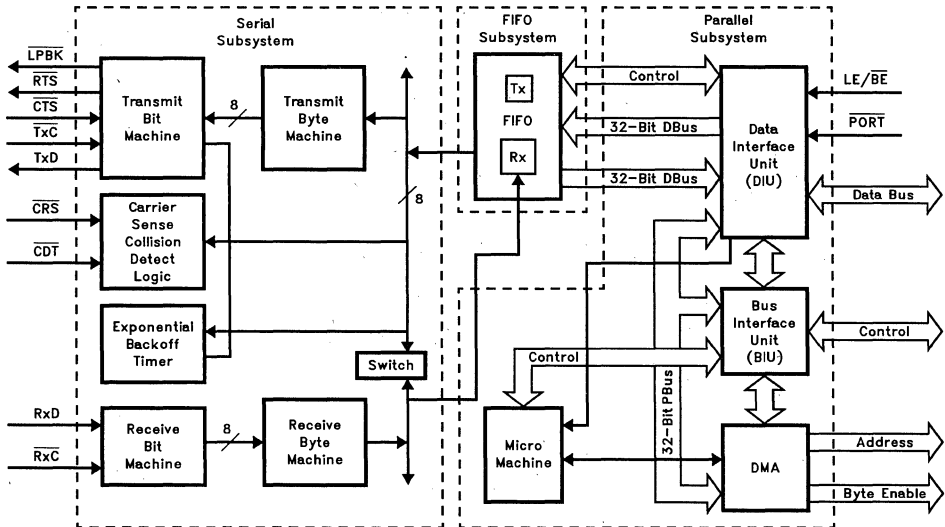 Serial
Subsystem
FIFO
Subsystem
Parallel
Subsystem
LPBK
RTS
CTS
TxC
TxD
Transmit
Bit
Machine
8
Transmit
Byte
Machine
Tx
FIFO
Rx
Control
32-Bit DBus
32-Bit DBus
Data
Interface
Unit
(DIU)
LE/BE
PORT
Data Bus
CRS
CDT
Carrier
Sense
Collision
Detect
Logic
8
Exponential
Backoff
Timer
Switch
Bus
Interface
Unit
(BIU)
Control
Control
32-Bit PBus
RxD
RxC
Receive
Bit
Machine
8
Receive
Byte
Machine
Micro
Machine
DMA
Address
Byte Enable